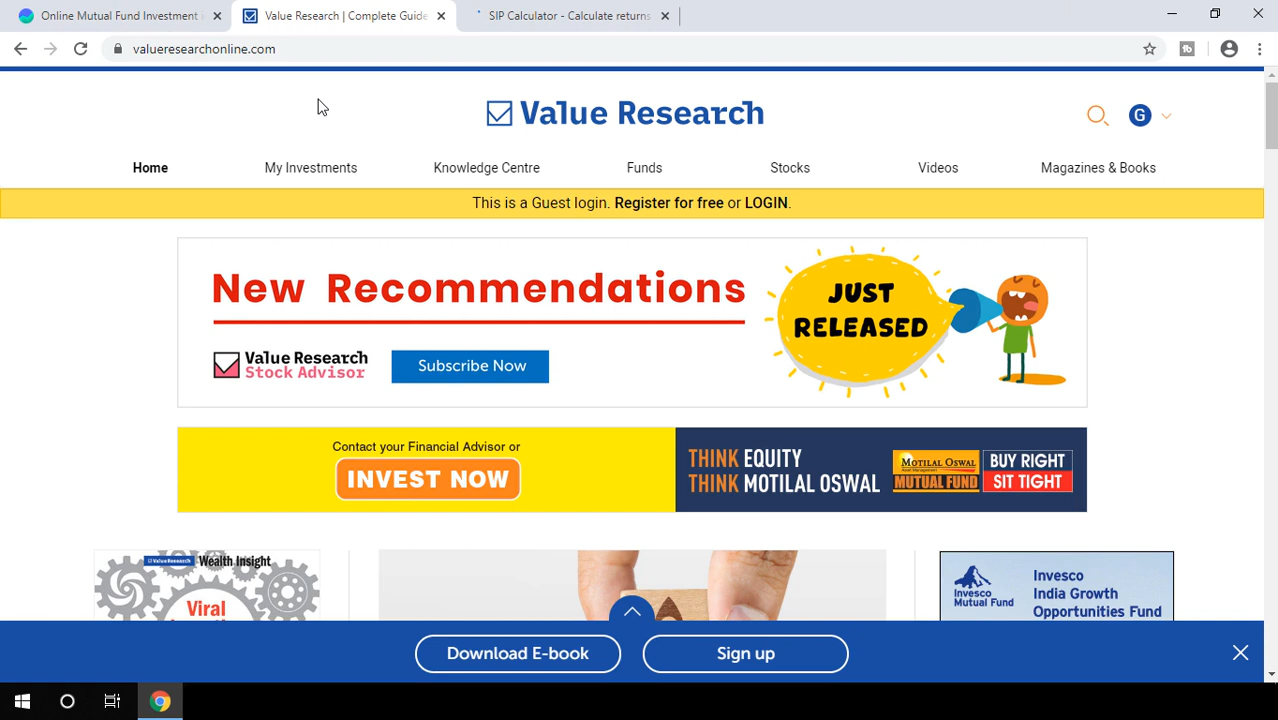 Online Mutual Fund Investment i
Value Research | Complete Guide
SIP Calculator - Calculate returns
valueresearchonline.com
Value Research
G
Home
My Investments
Knowledge Centre
Funds
Stocks
Videos
Magazines & Books
This is a Guest login. Register for free or LOGIN.
New Recommendations
JUST
RELEASED
Value Research
Stock Advisor
Subscribe Now
Contact your Financial Advisor or
INVEST NOW
THINK EQUITY
THINK MOTILAL OSWAL
MOTILAL OSWAL
MUTUAL FUND
BUY RIGHT
SIT TIGHT
Value Research Wealth Insight
Viral
Invesco
Mutual Fund
Invesco
India Growth
Opportunities Fund
Download E-book
Sign up